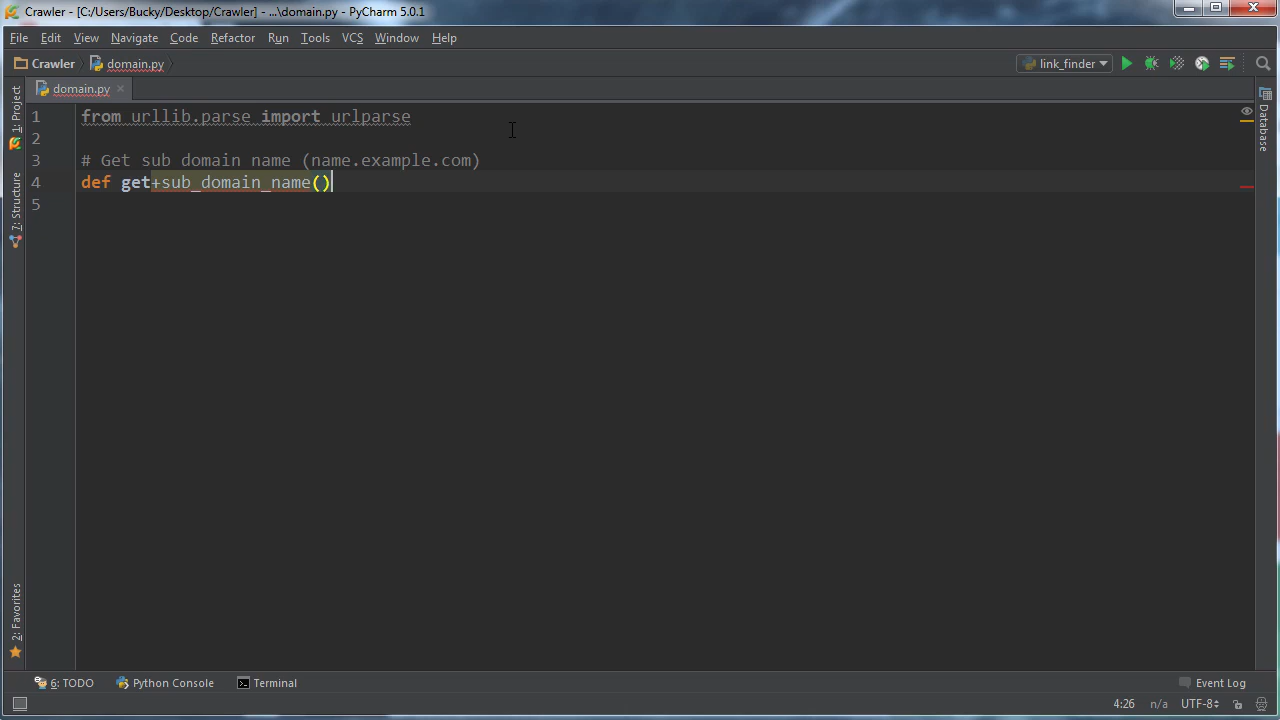 Crawler - [C:/Users/Bucky/Desktop/Crawler] - ...\domain.py - PyCharm 5.0.1
File Edit View Navigate Code Refactor Run Tools VCS Window Help
Crawler domain.py link_finder
domain.py
1: Project
7: Structure
2: Favorites
Database
1 from urllib.parse import urlparse
2
3 # Get sub domain name (name.example.com)
4 def get+sub_domain_name()
5
6: TODO Python Console Terminal Event Log
4:26 n/a UTF-8